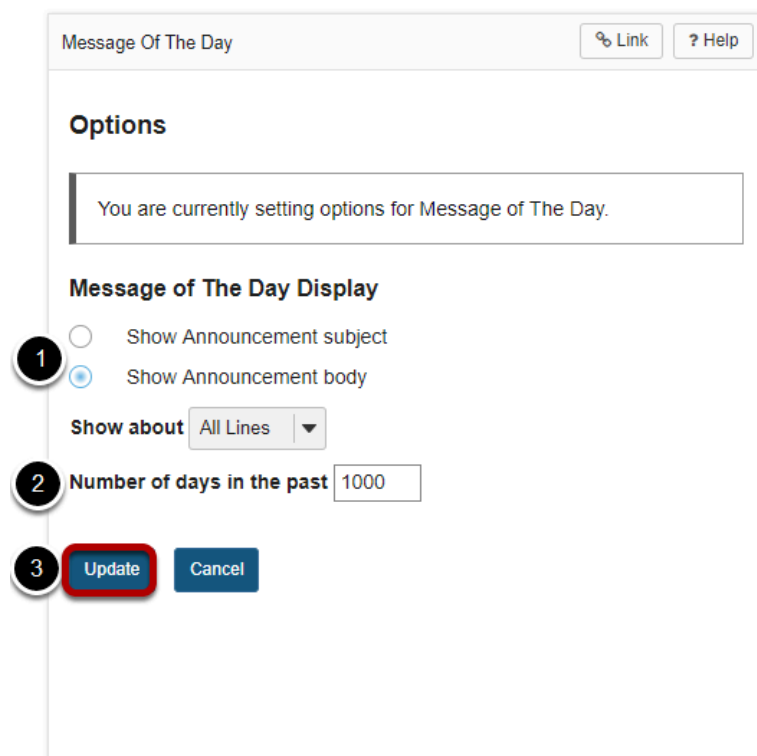 Message Of The Day Link ? Help
Options
You are currently setting options for Message of The Day.
Message of The Day Display
Show Announcement subject
1
Show Announcement body
Show about All Lines
2 Number of days in the past 1000
3 Update Cancel